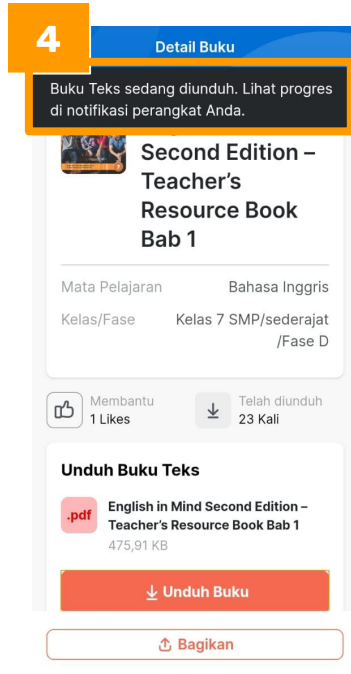 4
Detail Buku
Buku Teks sedang diunduh. Lihat progres
di notifikasi perangkat Anda.
Second Edition –
Teacher's
Resource Book
Bab 1
Mata Pelajaran Bahasa Inggris
Kelas/Fase Kelas 7 SMP/sederajat
/Fase D
Membantu Telah diunduh
1 Likes 23 Kali
Unduh Buku Teks
.pdf English in Mind Second Edition –
Teacher's Resource Book Bab 1
475,91 KB
Unduh Buku
Bagikan